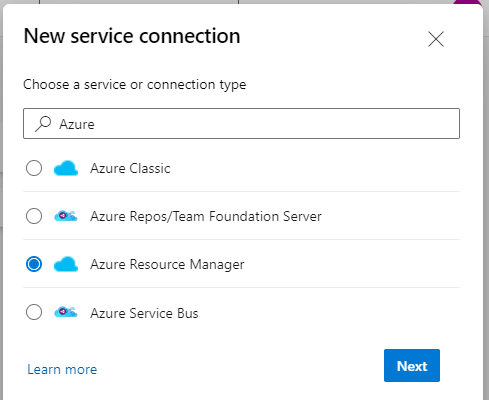 New service connection
Choose a service or connection type
Azure
Azure Classic
Azure Repos/Team Foundation Server
Azure Resource Manager
Azure Service Bus
Learn more
Next